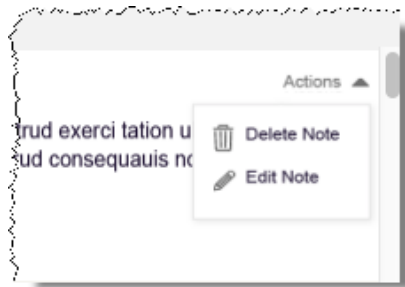 Actions
trud exerci tation u
Delete Note
ud consequauis no
Edit Note